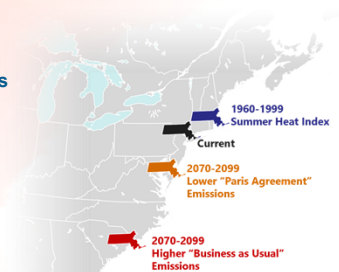 s
1960-1999
Summer Heat Index
Current
2070-2099
Lower "Paris Agreement"
Emissions
2070-2099
Higher "Business as Usual"
Emissions